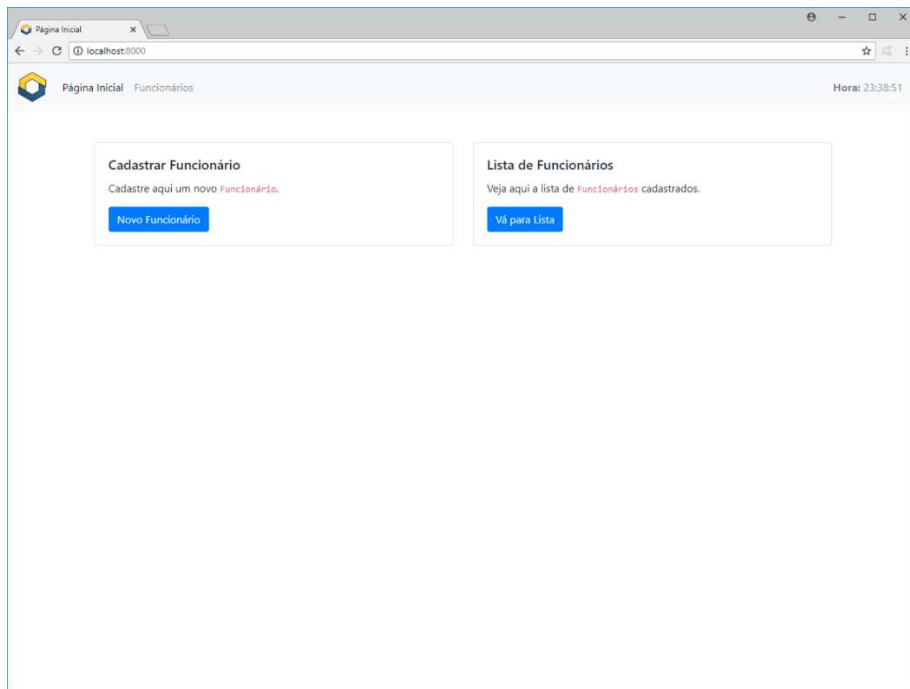 Página Inicial
localhost:8000
Página Inicial Funcionários Hora: 23:38:51
Cadastrar Funcionário
Cadastre aqui um novo Funcionário.
Novo Funcionário
Lista de Funcionários
Veja aqui a lista de Funcionários cadastrados.
Vá para Lista